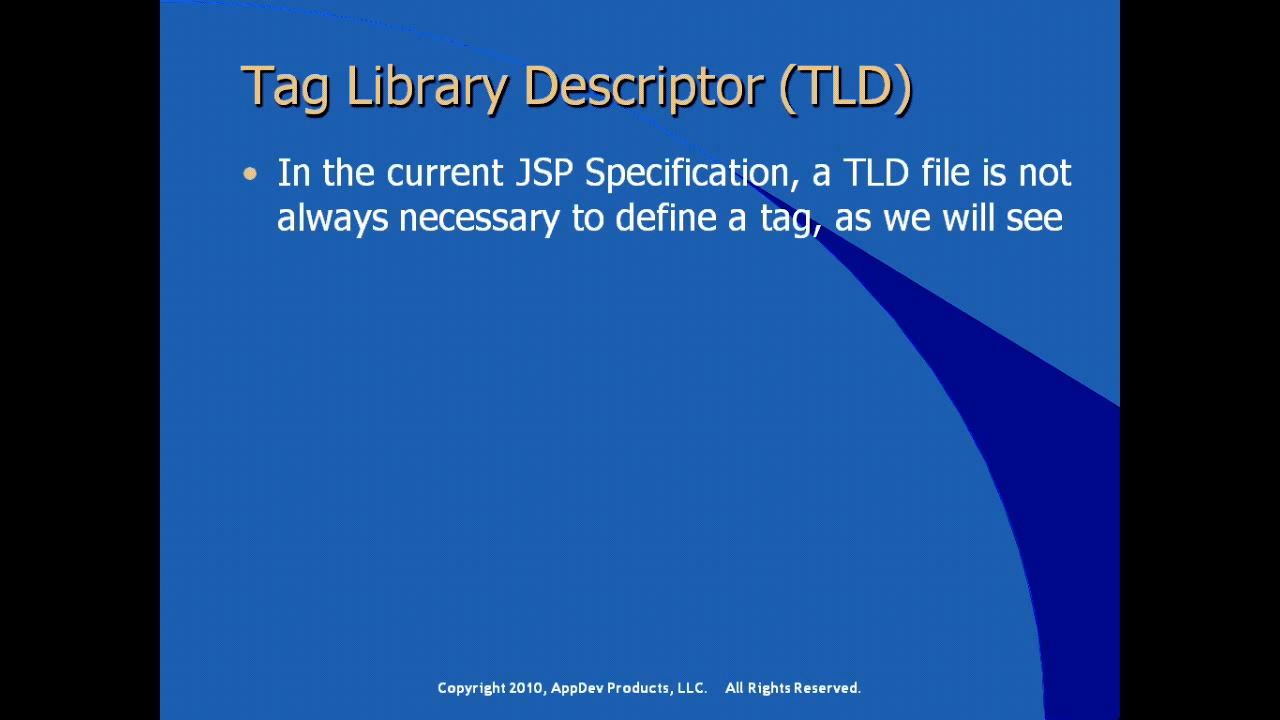 Tag Library Descriptor (TLD)
• In the current JSP Specification, a TLD file is not
always necessary to define a tag, as we will see
Copyright 2010, AppDev Products, LLC. All Rights Reserved.